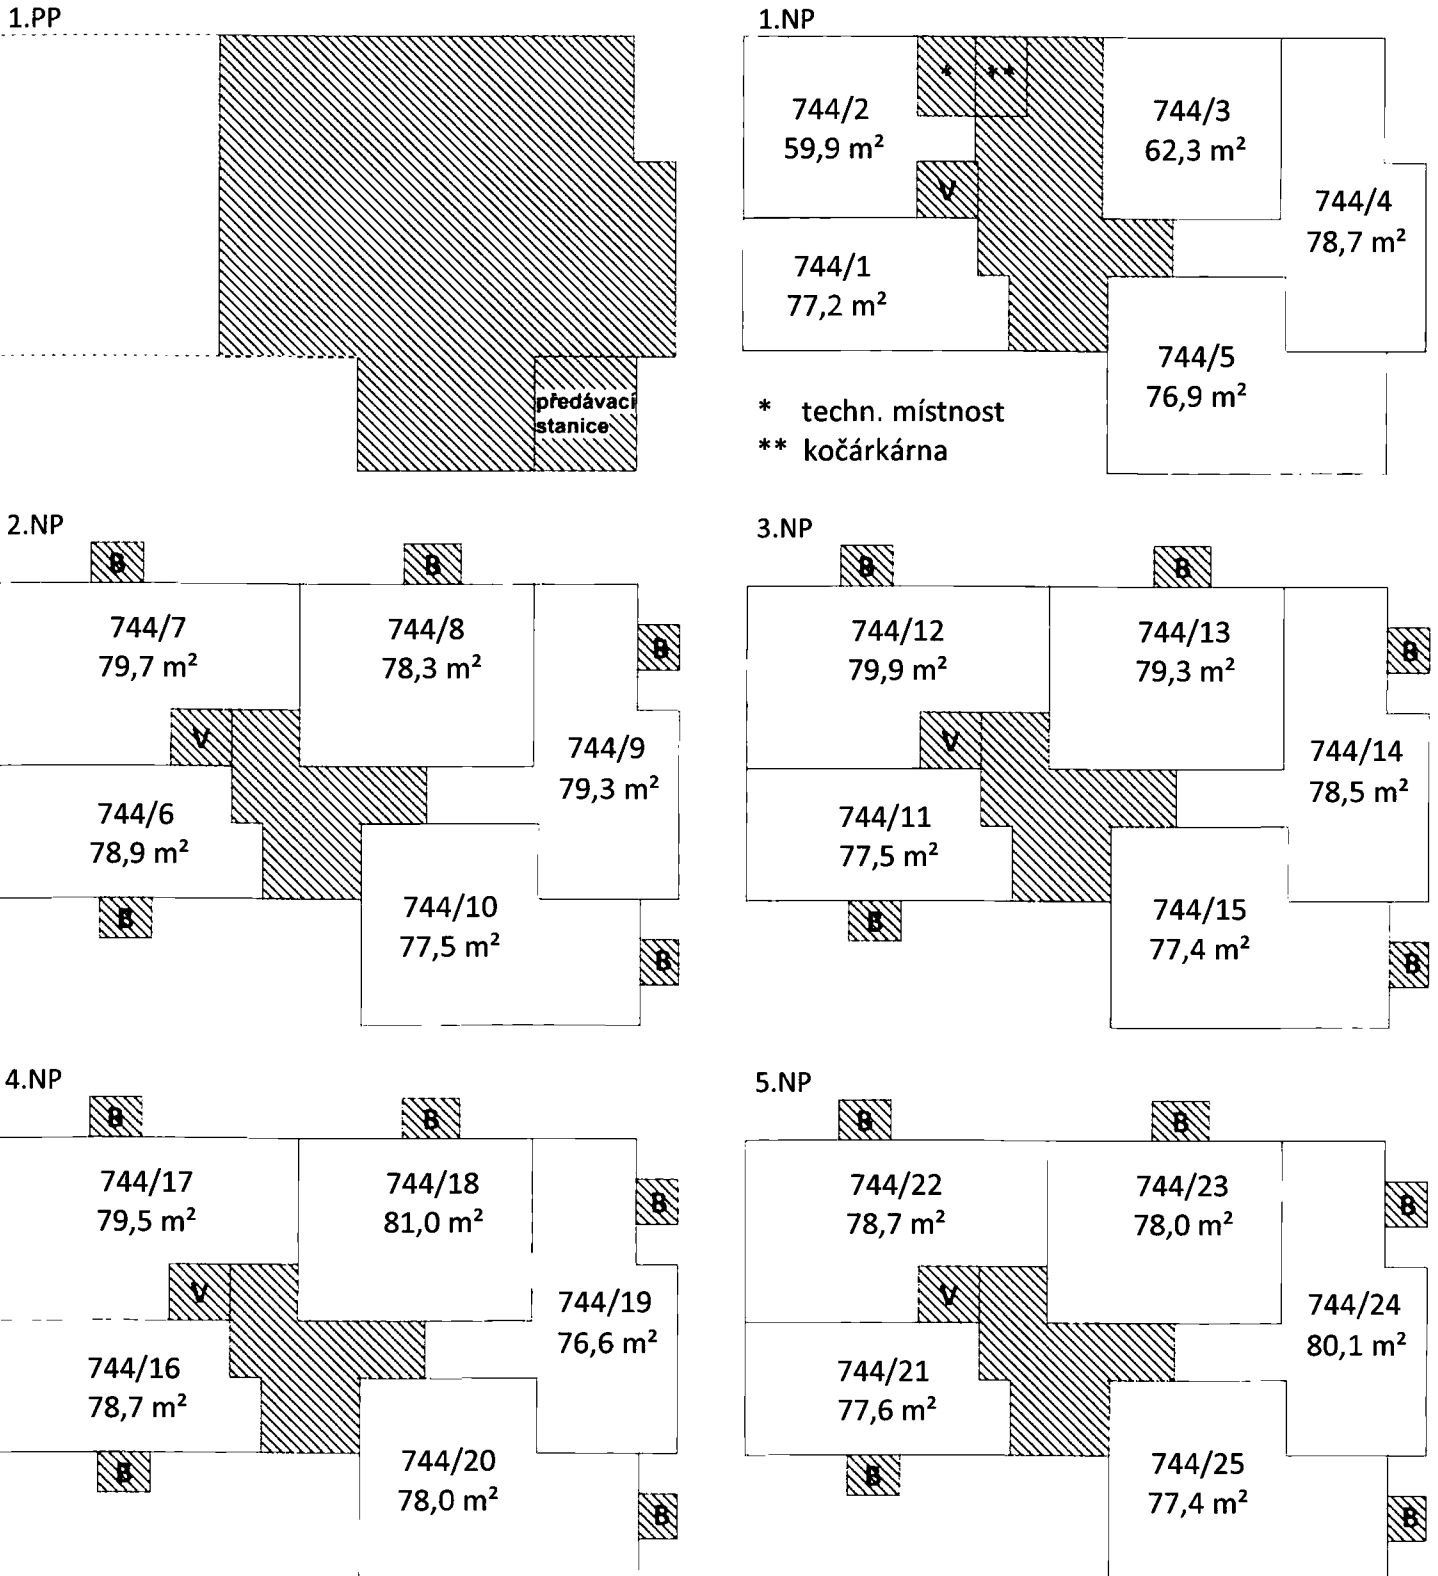 1.PP
předávací
stanice
1.NP
744/2
59,9 m²
*
**
744/3
62,3 m²
V
744/4
78,7 m²
744/1
77,2 m²
744/5
76,9 m²
* techn. místnost
** kočárkárna
2.NP
B
B
744/7
79,7 m²
744/8
78,3 m²
B
V
744/9
79,3 m²
744/6
78,9 m²
744/10
77,5 m²
B
B
3.NP
B
B
744/12
79,9 m²
744/13
79,3 m²
B
V
744/14
78,5 m²
744/11
77,5 m²
744/15
77,4 m²
B
B
4.NP
B
B
744/17
79,5 m²
744/18
81,0 m²
B
V
744/19
76,6 m²
744/16
78,7 m²
744/20
78,0 m²
B
B
5.NP
B
B
744/22
78,7 m²
744/23
78,0 m²
B
V
744/24
80,1 m²
744/21
77,6 m²
744/25
77,4 m²
B
B